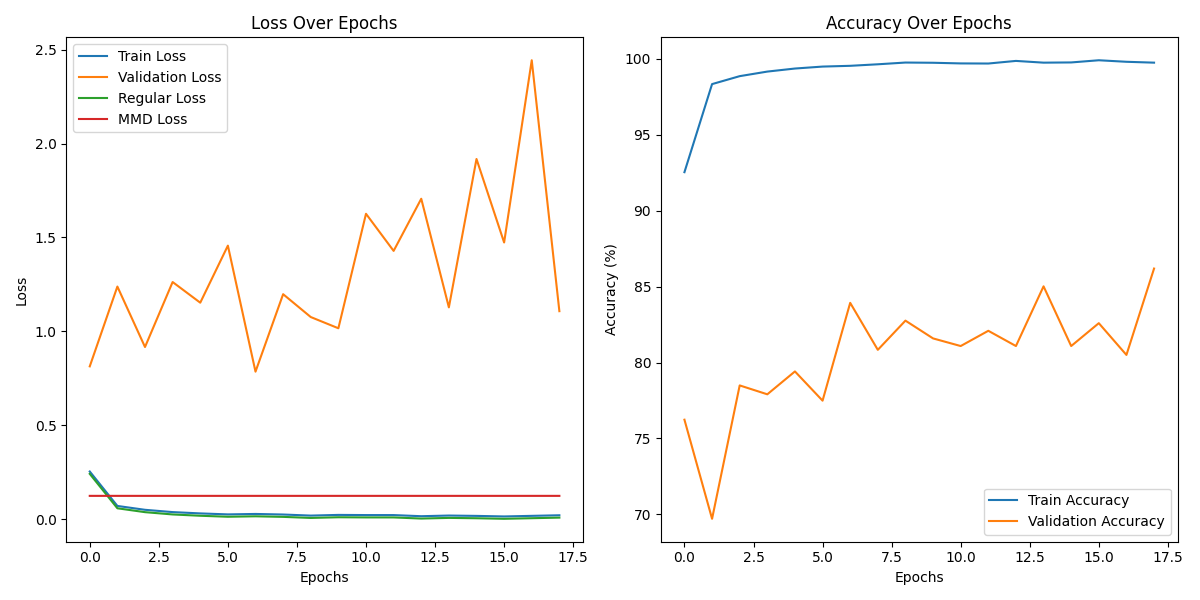 Loss Over Epochs
Train Loss
Validation Loss
Regular Loss
MMD Loss
Loss
2.5
2.0
1.5
1.0
0.5
0.0
0.0 2.5 5.0 7.5 10.0 12.5 15.0 17.5
Epochs
Accuracy Over Epochs
Accuracy (%)
100
95
90
85
80
75
70
Train Accuracy
Validation Accuracy
0.0 2.5 5.0 7.5 10.0 12.5 15.0 17.5
Epochs